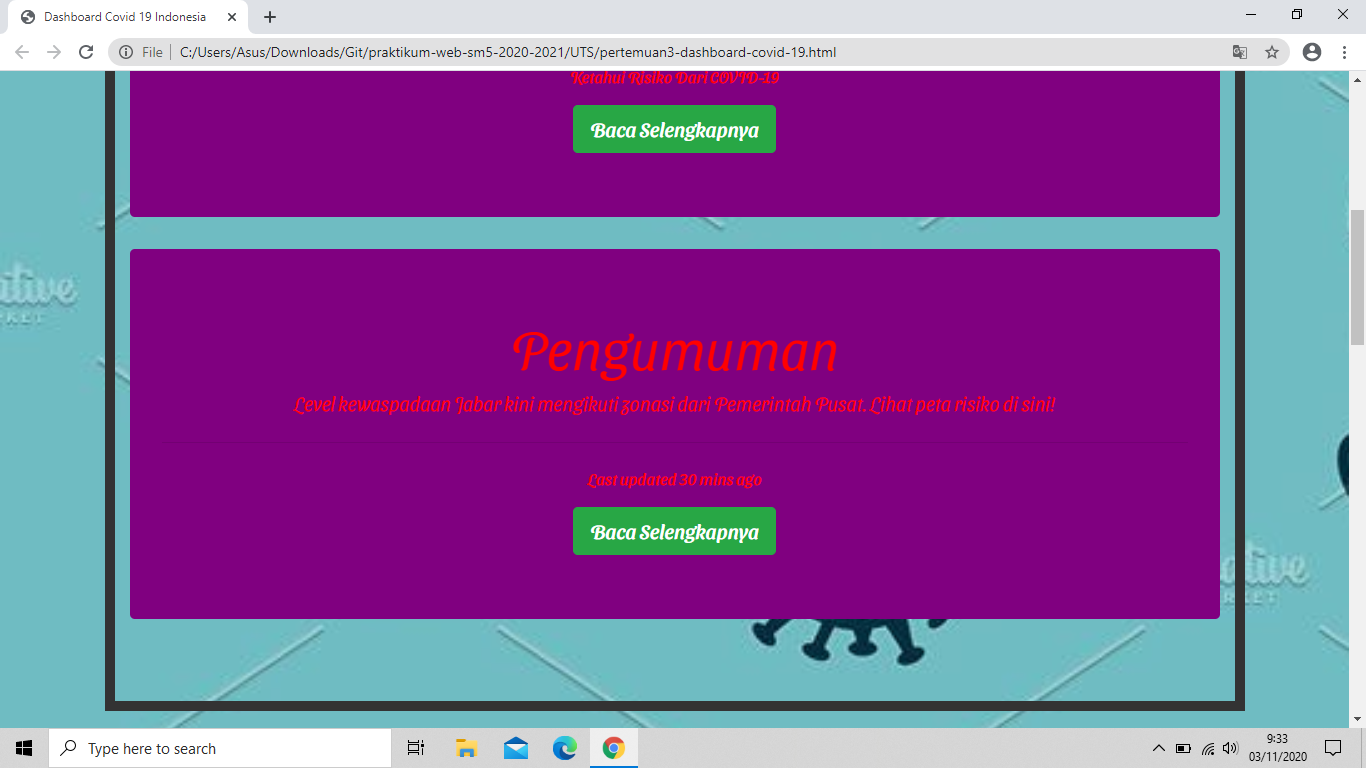 Dashboard Covid 19 Indonesia
File
C:/Users/Asus/Downloads/Git/praktikum-web-sm5-2020-2021/UTS/pertemuan3-dashboard-covid-19.html
Ketahui Risiko Dari COVID-19
Baca Selengkapnya
Pengumuman
Level kewaspadaan Jabar kini mengikuti zonasi dari Pemerintah Pusat. Lihat peta risiko di sini!
Last updated 30 mins ago
Baca Selengkapnya
Type here to search
9:33
03/11/2020